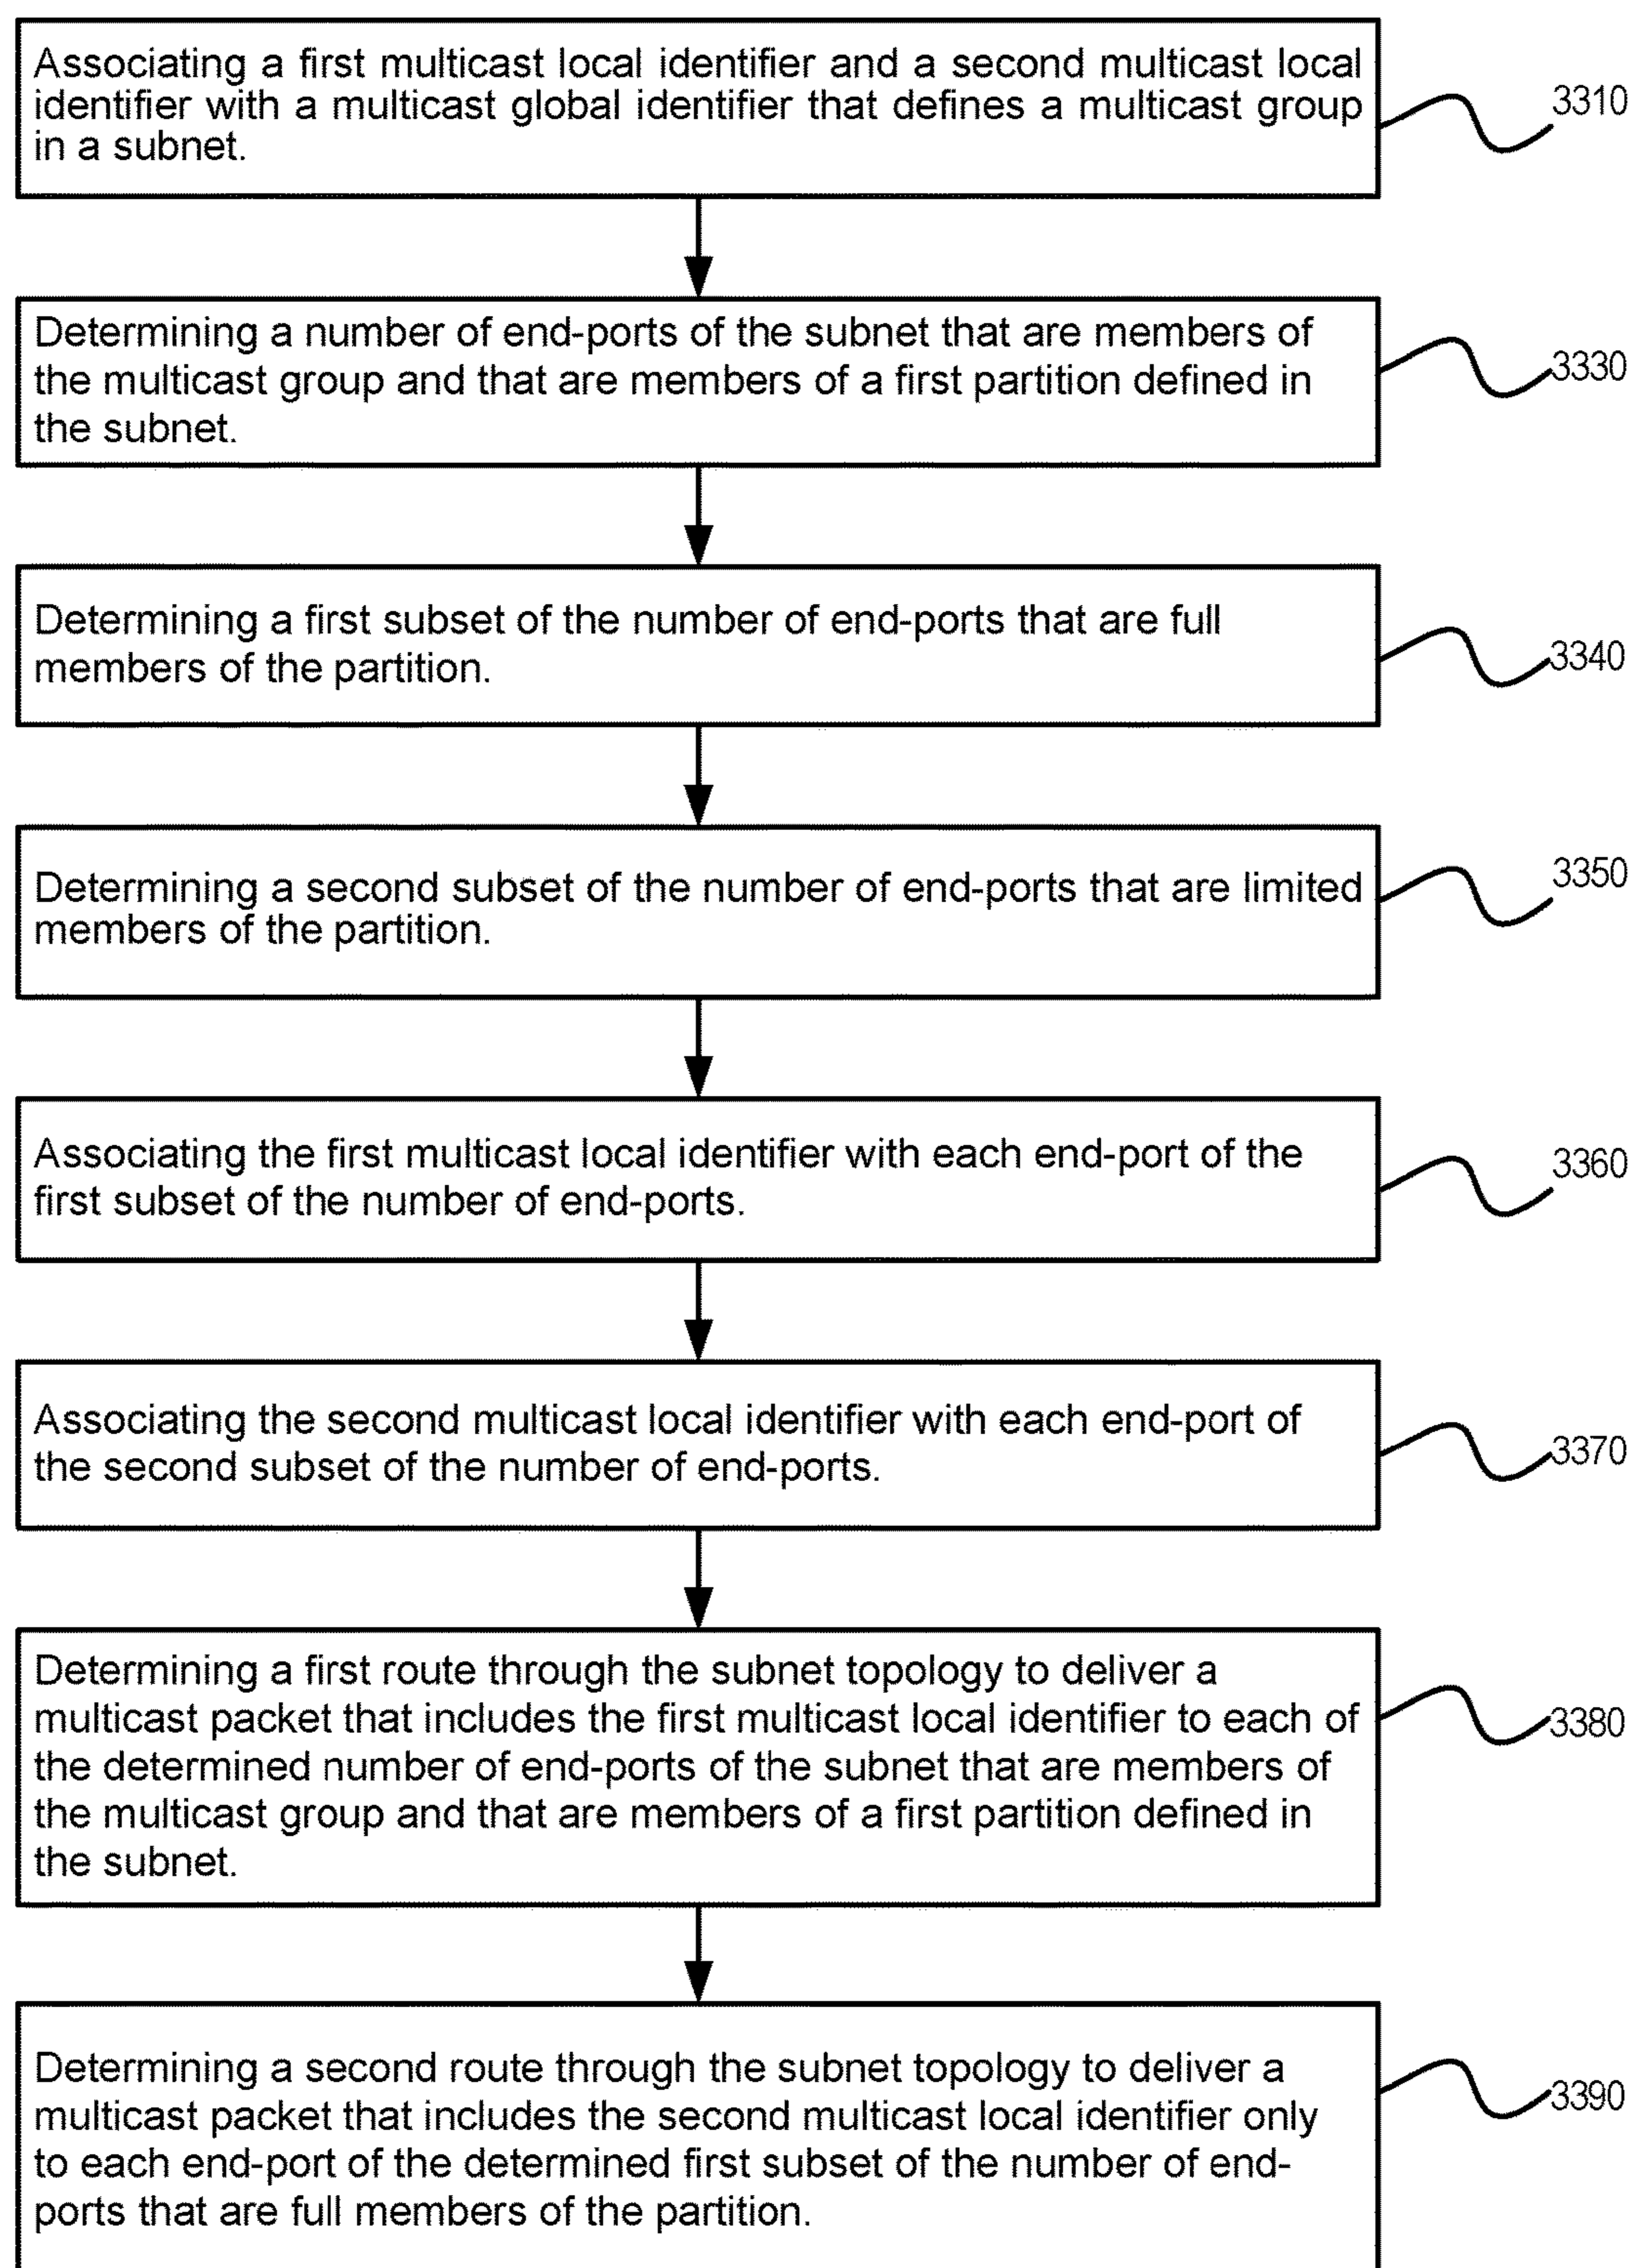 Associating a first multicast local identifier and a second multicast local
identifier with a multicast global identifier that defines a multicast group
in a subnet.
3310
Determining a number of end-ports of the subnet that are members of
the multicast group and that are members of a first partition defined in
the subnet.
3330
Determining a first subset of the number of end-ports that are full
members of the partition.
3340
Determining a second subset of the number of end-ports that are limited
members of the partition.
3350
Associating the first multicast local identifier with each end-port of the
first subset of the number of end-ports.
3360
Associating the second multicast local identifier with each end-port of
the second subset of the number of end-ports.
3370
Determining a first route through the subnet topology to deliver a
multicast packet that includes the first multicast local identifier to each of
the determined number of end-ports of the subnet that are members of
the multicast group and that are members of a first partition defined in
the subnet.
3380
Determining a second route through the subnet topology to deliver a
multicast packet that includes the second multicast local identifier only
to each end-port of the determined first subset of the number of end-
ports that are full members of the partition.
3390